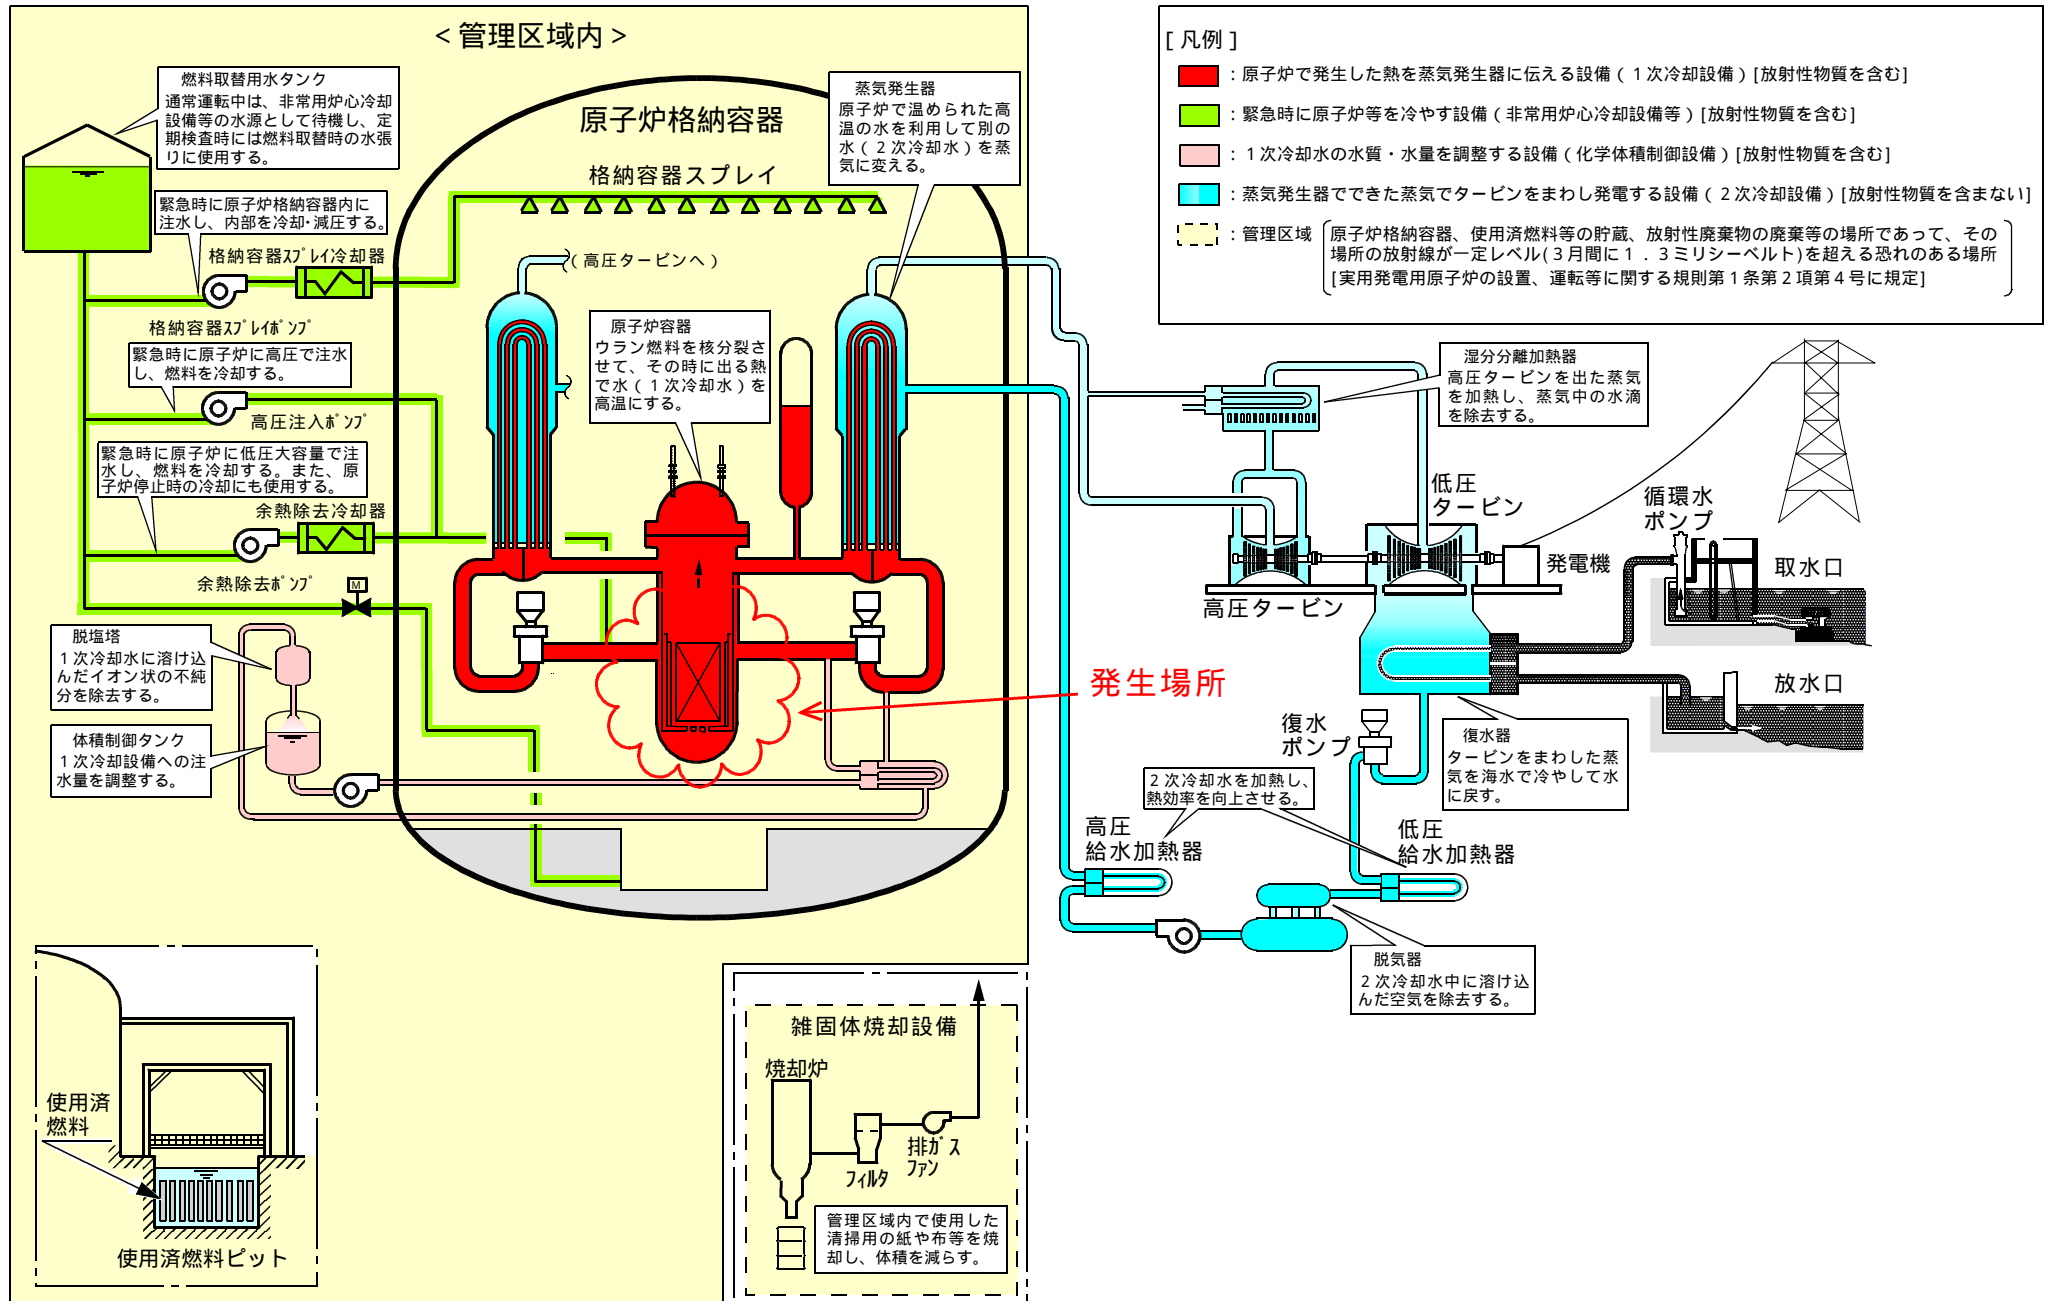 ＜管理区域内＞
燃料取替用水タンク
通常運転中は、非常用炉心冷却
設備等の水源として待機し、定
期検査時には燃料取替時の水張
りに使用する。
緊急時に原子炉格納容器内に
注水し、内部を冷却・減圧する。
格納容器ｽﾌﾟﾚｲ冷却器
格納容器ｽﾌﾟﾚｲﾎﾟﾝﾌﾟ
緊急時に原子炉に高圧で注水
し、燃料を冷却する。
高圧注入ﾎﾟﾝﾌﾟ
緊急時に原子炉に低圧大容量で注
水し、燃料を冷却する。また、原
子炉停止時の冷却にも使用する。
余熱除去冷却器
余熱除去ﾎﾟﾝﾌﾟ
M
脱塩塔
１次冷却水に溶け込
んだイオン状の不純
分を除去する。
体積制御タンク
１次冷却設備への注
水量を調整する。
原子炉格納容器
格納容器スプレイ
（高圧タービンへ）
蒸気発生器
原子炉で温められた高
温の水を利用して別の
水（２次冷却水）を蒸
気に変える。
原子炉容器
ウラン燃料を核分裂さ
せて、その時に出る熱
で水（１次冷却水）を
高温にする。
発生場所
[凡例]
：原子炉で発生した熱を蒸気発生器に伝える設備（１次冷却設備）[放射性物質を含む]
：緊急時に原子炉等を冷やす設備（非常用炉心冷却設備等）[放射性物質を含む]
：１次冷却水の水質・水量を調整する設備（化学体積制御設備）[放射性物質を含む]
：蒸気発生器でできた蒸気でタービンをまわし発電する設備（２次冷却設備）[放射性物質を含まない]
：管理区域
原子炉格納容器、使用済燃料等の貯蔵、放射性廃棄物の廃棄等の場所であって、その
場所の放射線が一定レベル(３月間に１．３ミリシーベルト)を超える恐れのある場所
[実用発電用原子炉の設置、運転等に関する規則第１条第２項第４号に規定]
湿分分離加熱器
高圧タービンを出た蒸気
を加熱し、蒸気中の水滴
を除去する。
低圧
タービン
高圧タービン
発電機
循環水
ポンプ
取水口
放水口
復水
ポンプ
復水器
タービンをまわした蒸
気を海水で冷やして水
に戻す。
２次冷却水を加熱し、
熱効率を向上させる。
高圧
給水加熱器
低圧
給水加熱器
脱気器
２次冷却水中に溶け込
んだ空気を除去する。
使用済
燃料
使用済燃料ピット
雑固体焼却設備
焼却炉
フィルタ
排ｶﾞｽ
ファン
管理区域内で使用した
清掃用の紙や布等を焼
却し、体積を減らす。